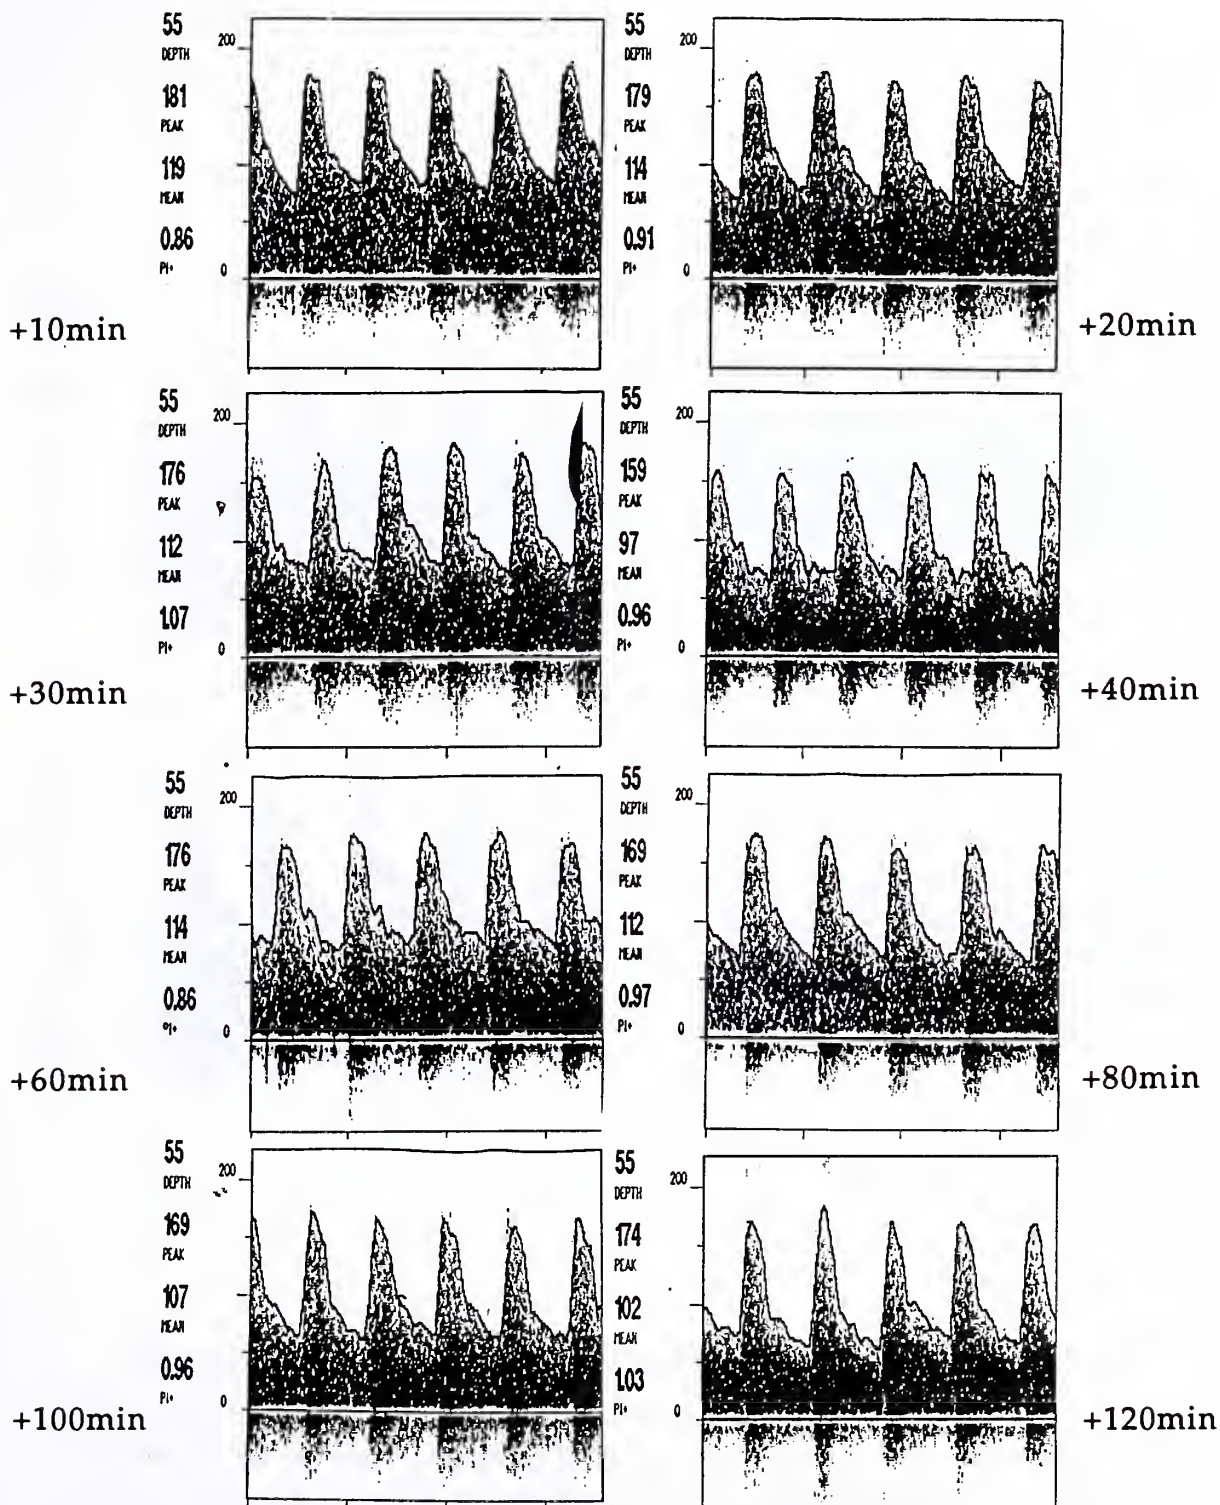 55
DEPTH
181
PEAK
119
MEAN
0.86
PI+
200
0
+10min
55
DEPTH
179
PEAK
114
MEAN
0.91
PI+
200
0
+20min
55
DEPTH
176
PEAK
112
MEAN
1.07
PI+
200
0
+30min
55
DEPTH
159
PEAK
97
MEAN
0.96
PI+
200
0
+40min
55
DEPTH
176
PEAK
114
MEAN
0.86
PI+
200
0
+60min
55
DEPTH
169
PEAK
112
MEAN
0.97
PI+
200
0
+80min
55
DEPTH
169
PEAK
107
MEAN
0.96
PI+
200
0
+100min
55
DEPTH
174
PEAK
102
MEAN
1.03
PI+
200
0
+120min